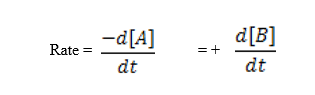 Rate = −d[A]/dt = + d[B]/dt